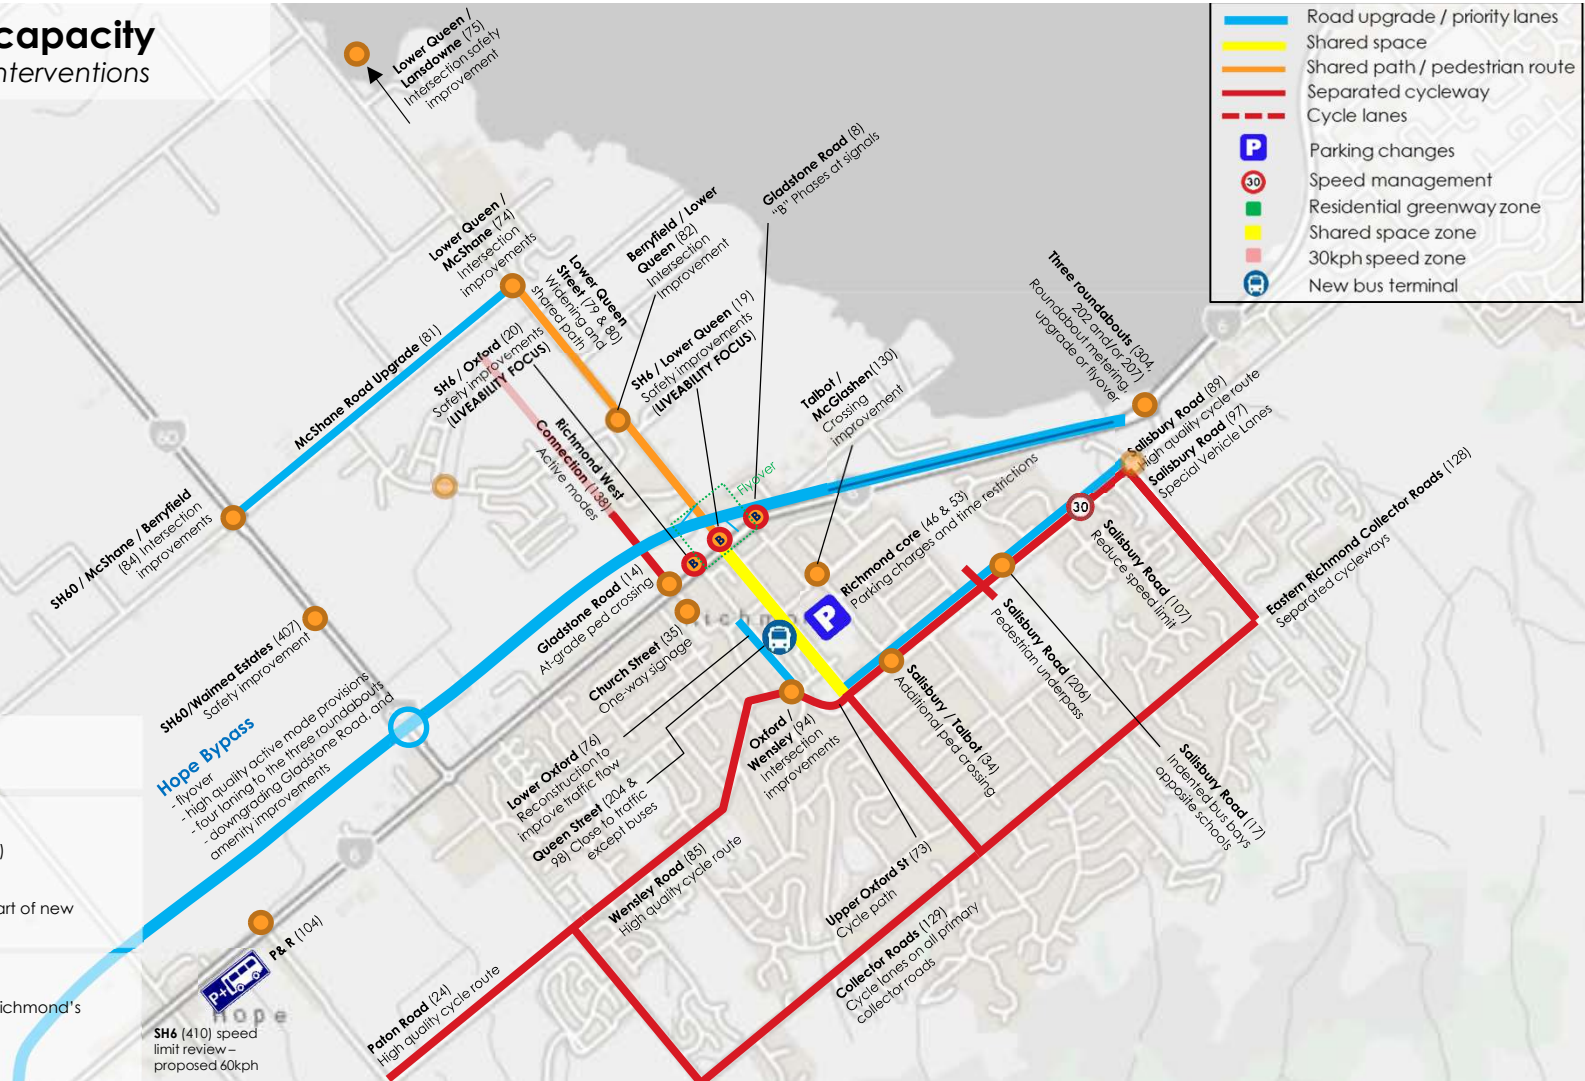 capacity
nterventions
Road upgrade / priority lanes
Shared space
Shared path / pedestrian route
Separated cycleway
Cycle lanes
P
Parking changes
30
Speed management
Residential greenway zone
Shared space zone
30kph speed zone
New bus terminal
Lower Queen /
Lansdowne (75)
Intersection safety
improvement
Lower Queen /
McShane (74)
Intersection
improvements
Lower Queen
Street (79 & 80)
Widening and
shared path
Berryfield / Lower
Queen (82)
Intersection
Improvement
Gladstone Road (8)
"B" Phases at signals
SH6 / Oxford (20)
Safety improvements
(LIVEABILITY FOCUS)
SH6 / Lower Queen (19)
Safety improvements
(LIVEABILITY FOCUS)
McShane Road Upgrade (81)
Richmond West
Connection (138)
Active modes
Talbot /
McGlashen(130)
Crossing
improvement
Three roundabouts (304,
202 and/or 207)
Roundabout metering,
upgrade or flyover
6
Salisbury Road (89)
High quality cycle route
Salisbury Road (97)
Special Vehicle Lanes
Eastern Richmond Collector Roads (128)
Separated cycleways
Flyover
B
B
B
60
30
Salisbury Road (107)
Reduce speed limit
SH60 / McShane / Berryfield
(84) Intersection
improvements
SH60/Waimea Estates (407)
Safety improvement
Gladstone Road (14)
At-grade ped crossing
Church Street (35)
One-way signage
Richmond core (46 & 53)
Parking charges and time restrictions
P
Salisbury Road (206)
Pedestrian underpass
Salisbury / Talbot (34)
Additional ped crossing
Salisbury Road (17)
Indented bus bays
opposite schools
Hope Bypass
- flyover
- high quality active mode provisions
- four laning to the three roundabouts
- downgrading Gladstone Road, and
amenity improvements
Lower Oxford (76)
Reconstruction to
improve traffic flow
Queen Street (204 &
98) Close to traffic
except buses
Oxford /
Wensley (94)
Intersection
improvements
Wensley Road (85)
High quality cycle route
Upper Oxford St (73)
Cycle path
Collector Roads (129)
Cycle lanes on all primary
collector roads
6
)
art of new
ichmond's
P& R (104)
P+
Hope
SH6 (410) speed
limit review –
proposed 60kph
Paton Road (24)
High quality cycle route